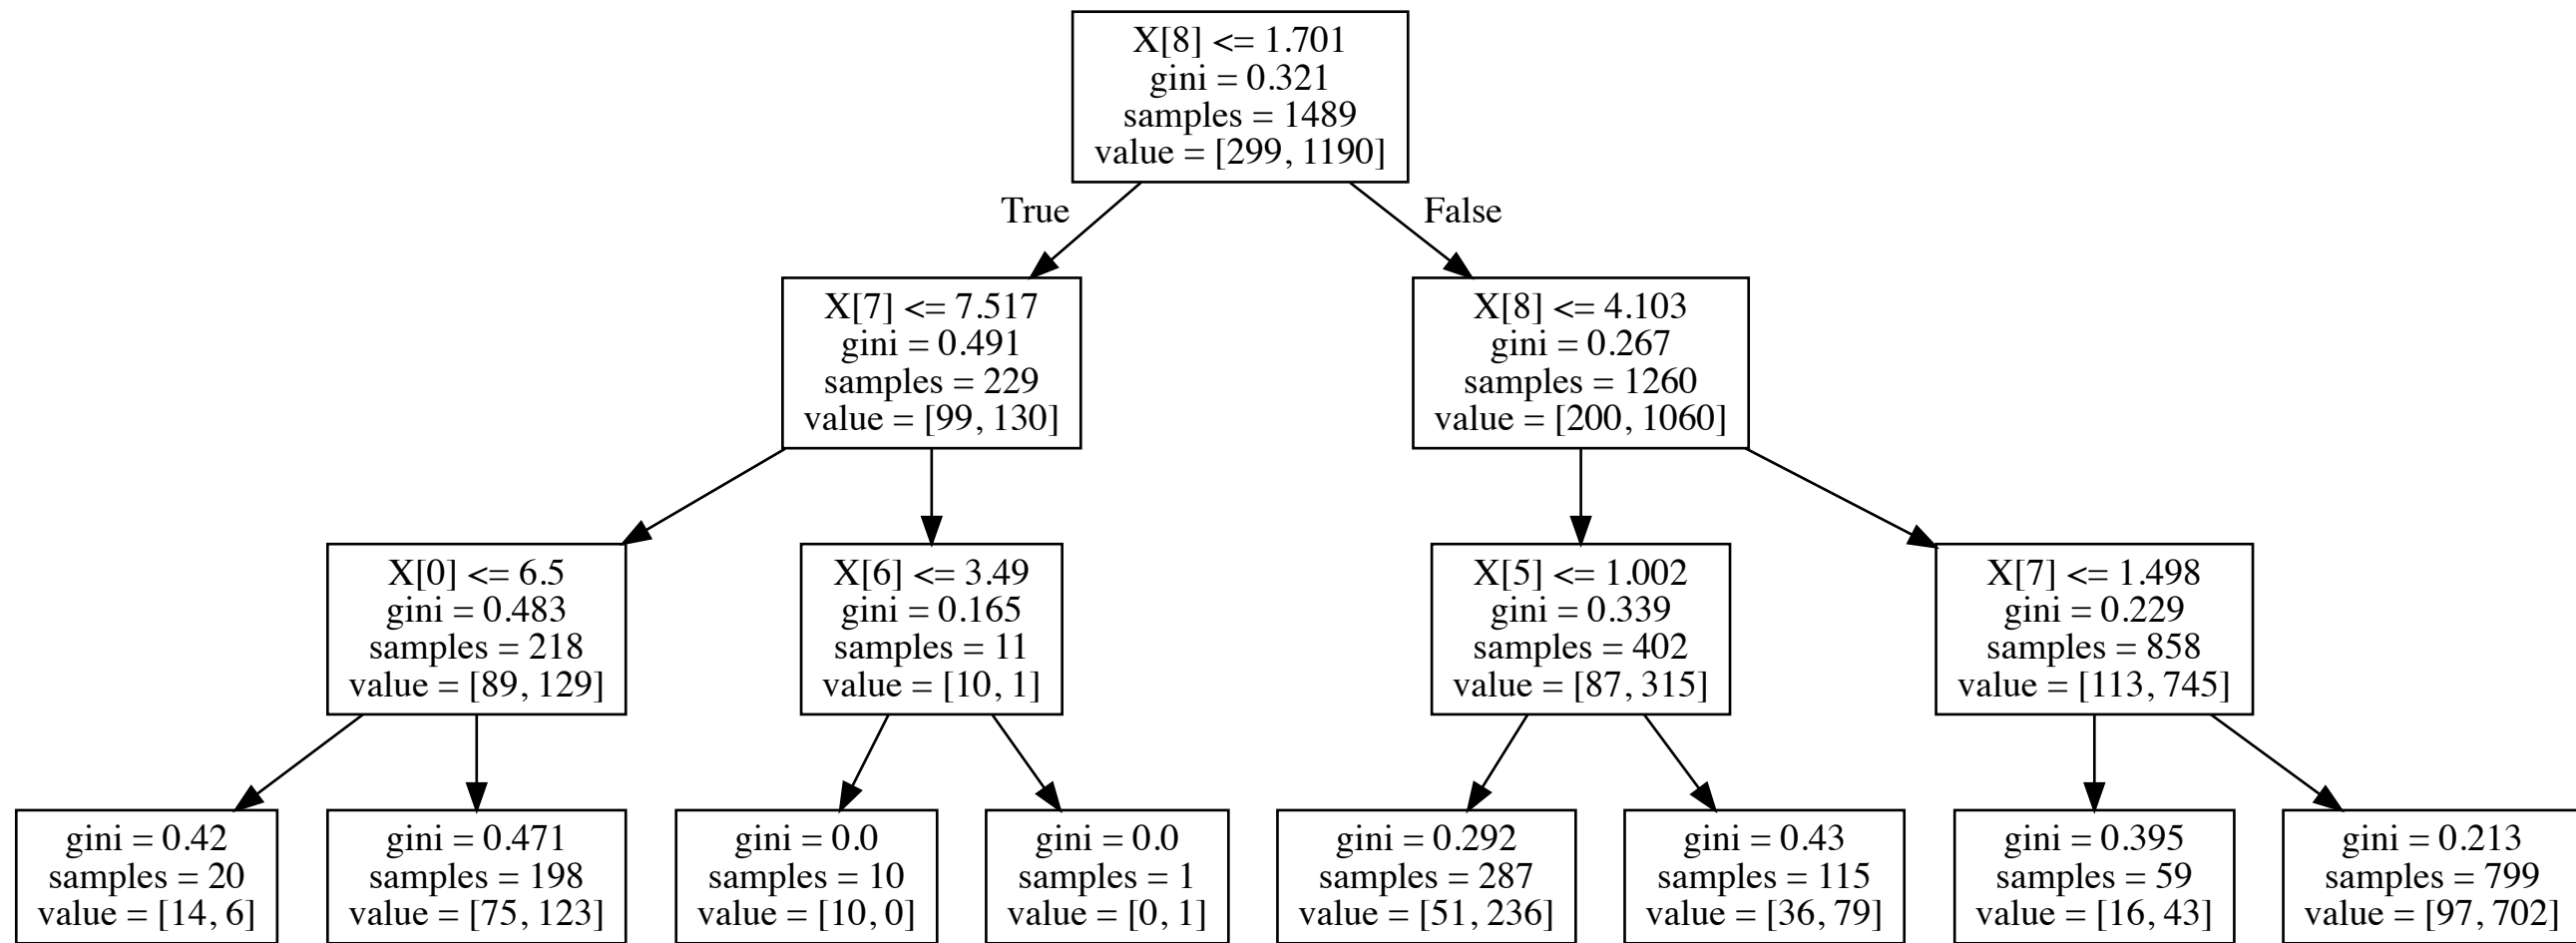 X[8] <= 1.701
gini = 0.321
samples = 1489
value = [299, 1190]
True
False
X[7] <= 7.517
gini = 0.491
samples = 229
value = [99, 130]
X[8] <= 4.103
gini = 0.267
samples = 1260
value = [200, 1060]
X[0] <= 6.5
gini = 0.483
samples = 218
value = [89, 129]
X[6] <= 3.49
gini = 0.165
samples = 11
value = [10, 1]
X[5] <= 1.002
gini = 0.339
samples = 402
value = [87, 315]
X[7] <= 1.498
gini = 0.229
samples = 858
value = [113, 745]
gini = 0.42
samples = 20
value = [14, 6]
gini = 0.471
samples = 198
value = [75, 123]
gini = 0.0
samples = 10
value = [10, 0]
gini = 0.0
samples = 1
value = [0, 1]
gini = 0.292
samples = 287
value = [51, 236]
gini = 0.43
samples = 115
value = [36, 79]
gini = 0.395
samples = 59
value = [16, 43]
gini = 0.213
samples = 799
value = [97, 702]